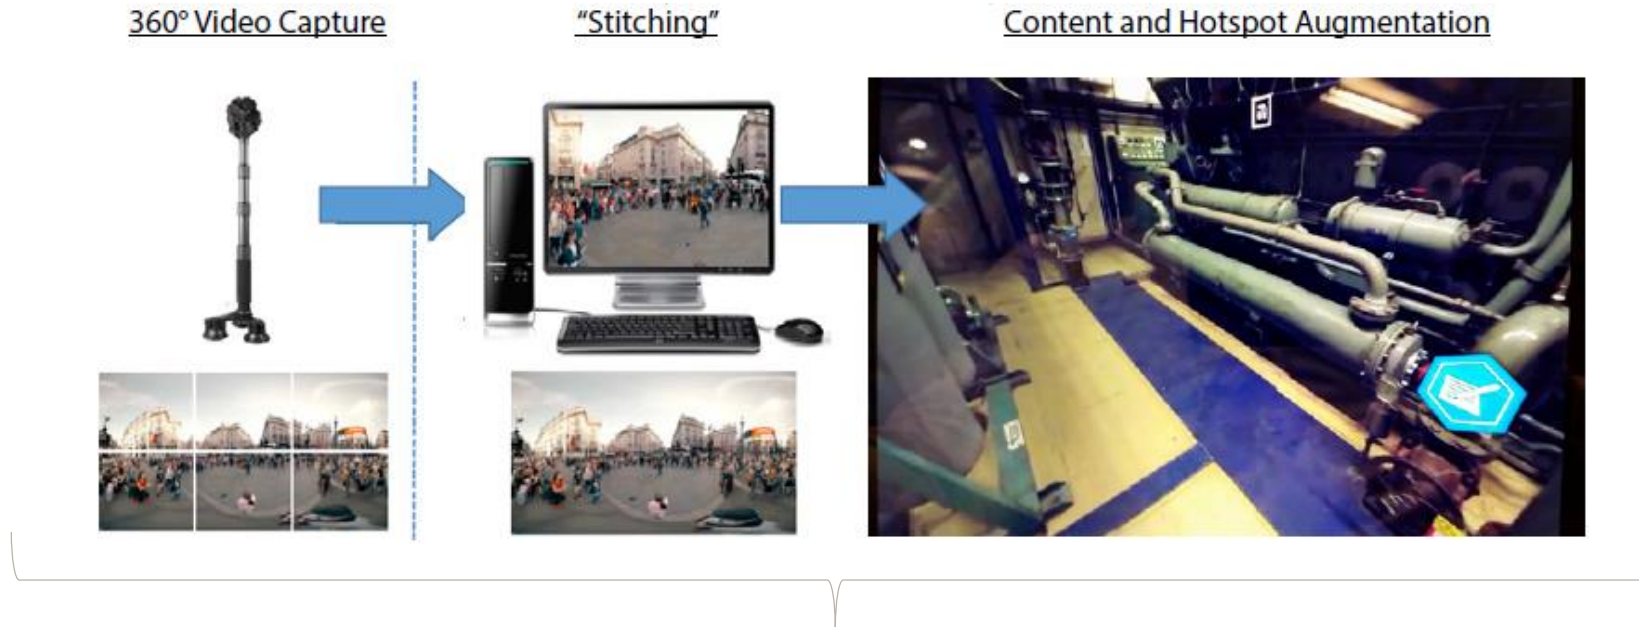 360° Video Capture
“Stitching”
Content and Hotspot Augmentation